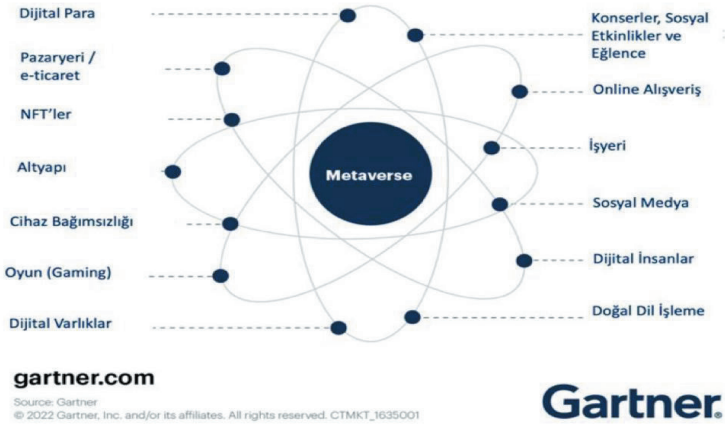 Dijital Para
Pazaryeri /
e-ticaret
NFT'ler
Altyapı
Cihaz Bağımsızlığı
Oyun (Gaming)
Dijital Varlıklar
Metaverse
Konserler, Sosyal
Etkinlikler ve
Eğlence
Online Alışveriş
İşyeri
Sosyal Medya
Dijital İnsanlar
Doğal Dil İşleme
gartner.com
Source: Gartner
© 2022 Gartner, Inc. and/or its affiliates. All rights reserved. CTMKT_1635001
Gartner